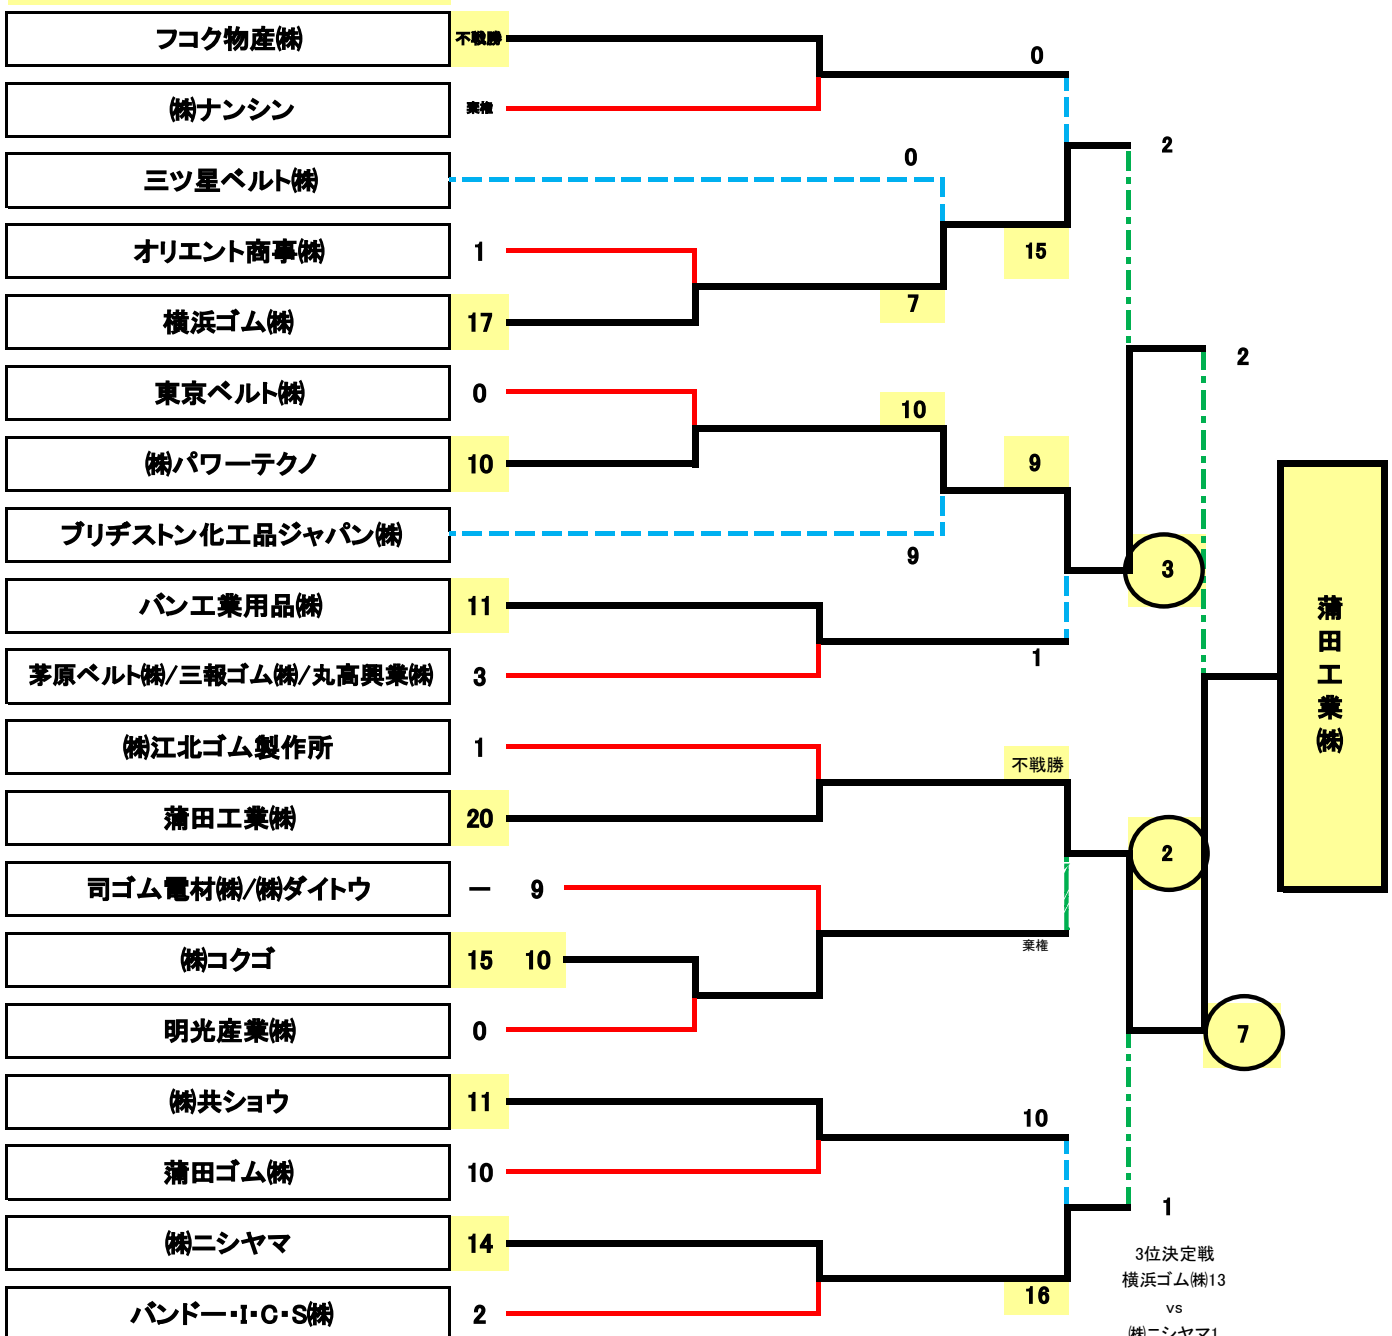 フコク物産㈱ 不戦勝
0
㈱ナンシン 棄権
2
0
三ツ星ベルト㈱
オリエント商事㈱ 1
15
7
横浜ゴム㈱ 17
2
東京ベルト㈱ 0
10
㈱パワーテクノ 10
9
ブリヂストン化工品ジャパン㈱
9
3
バン工業用品㈱ 11
蒲田工業㈱
1
茅原ベルト㈱/三報ゴム㈱/丸高興業㈱ 3
㈱江北ゴム製作所 1
不戦勝
蒲田工業㈱ 20
2
司ゴム電材㈱/㈱ダイトウ ー 9
棄権
㈱コクゴ 15 10
明光産業㈱ 0
7
㈱共ショウ 11
10
蒲田ゴム㈱ 10
1
㈱ニシヤマ 14
3位決定戦
横浜ゴム㈱13
vs
㈱ニシヤマ1
16
バンドー・I・C・S㈱ 2